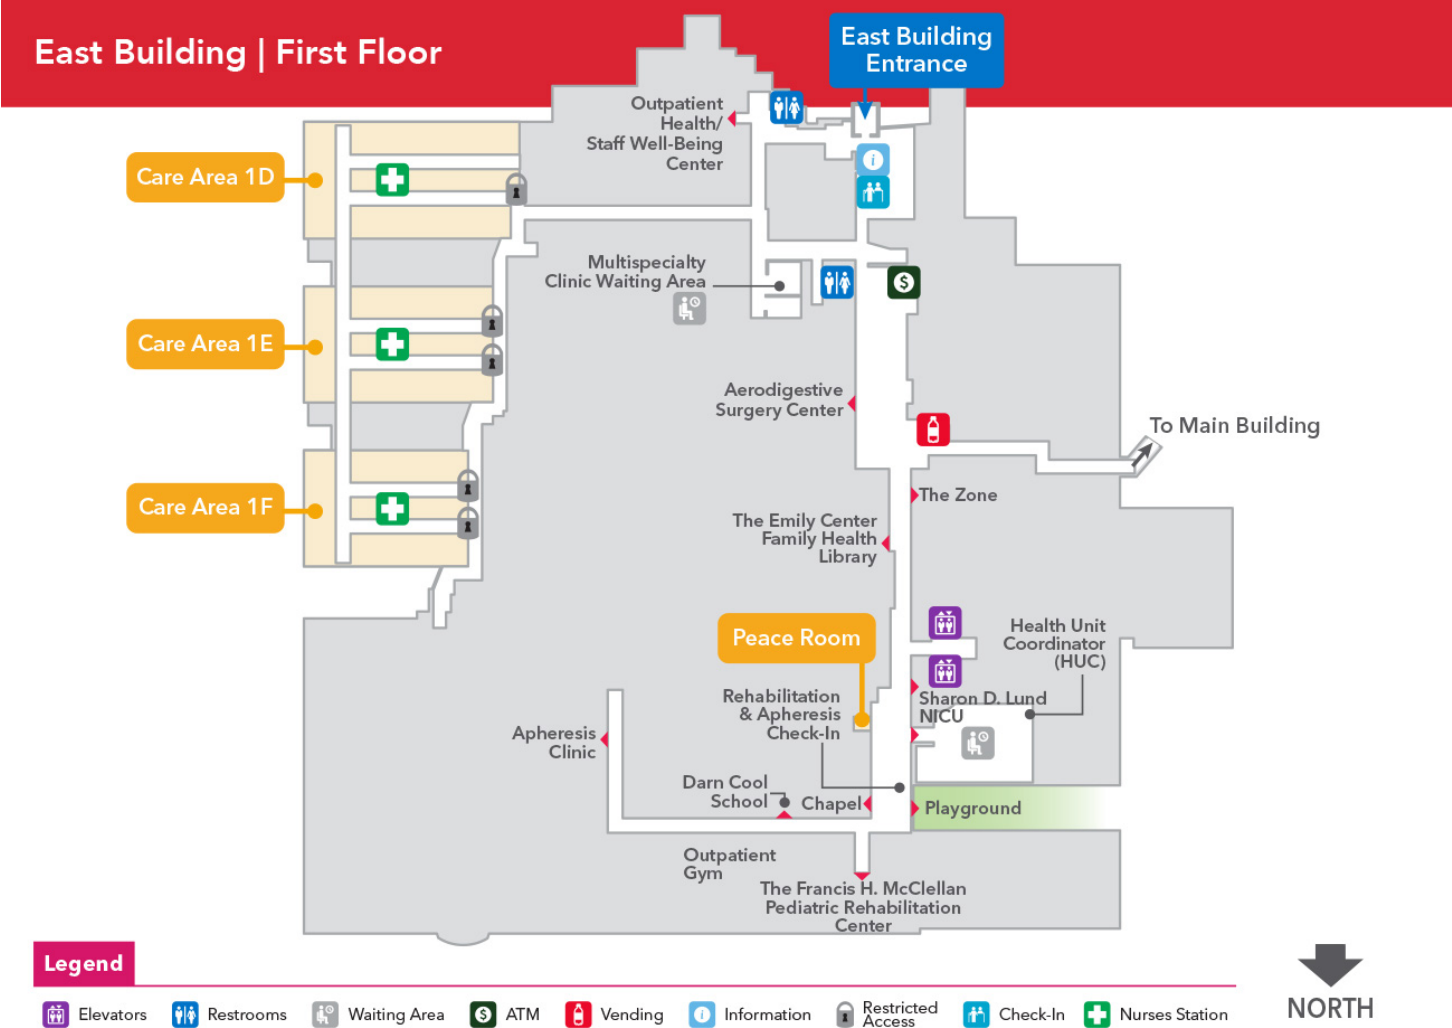 East Building | First Floor
East Building
Entrance
Outpatient
Health/
Staff Well-Being
Center
Care Area 1D
Multispecialty
Clinic Waiting Area
Care Area 1E
Aerodigestive
Surgery Center
To Main Building
The Zone
Care Area 1F
The Emily Center
Family Health
Library
Peace Room
Health Unit
Coordinator
(HUC)
Rehabilitation
& Apheresis
Check-In
Sharon D. Lund
NICU
Apheresis
Clinic
Darn Cool
School
Chapel
Playground
Outpatient
Gym
The Francis H. McClellan
Pediatric Rehabilitation
Center
Legend
Elevators
Restrooms
Waiting Area
$
ATM
Vending
i
Information
Restricted
Access
Check-In
Nurses Station
NORTH